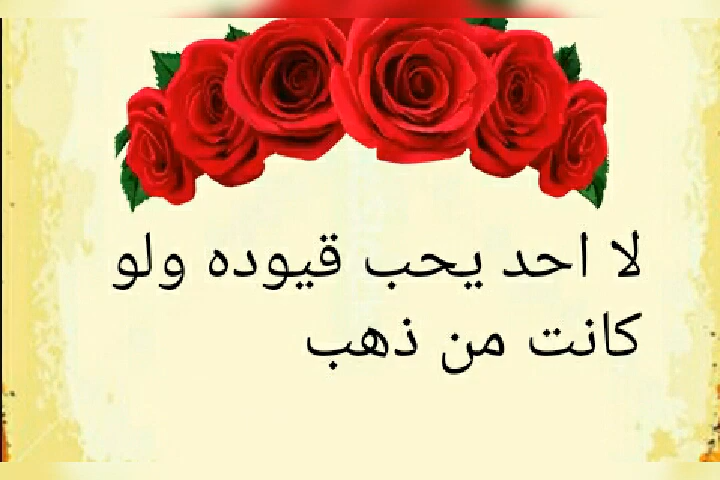 لا احد يحب قيوده ولو
كانت من ذهب